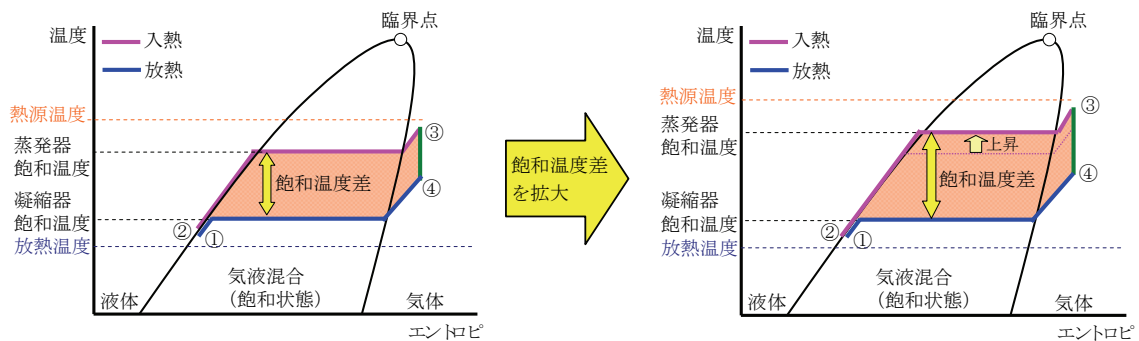 温度
入熱
放熱
臨界点
熱源温度
蒸発器
飽和温度
凝縮器
飽和温度
放熱温度
飽和温度差
①
②
③
④
気液混合
(飽和状態)
液体
気体
エントロピ
飽和温度差
を拡大
温度
入熱
放熱
臨界点
熱源温度
蒸発器
飽和温度
凝縮器
飽和温度
放熱温度
上昇
飽和温度差
①
②
③
④
気液混合
(飽和状態)
液体
気体
エントロピ